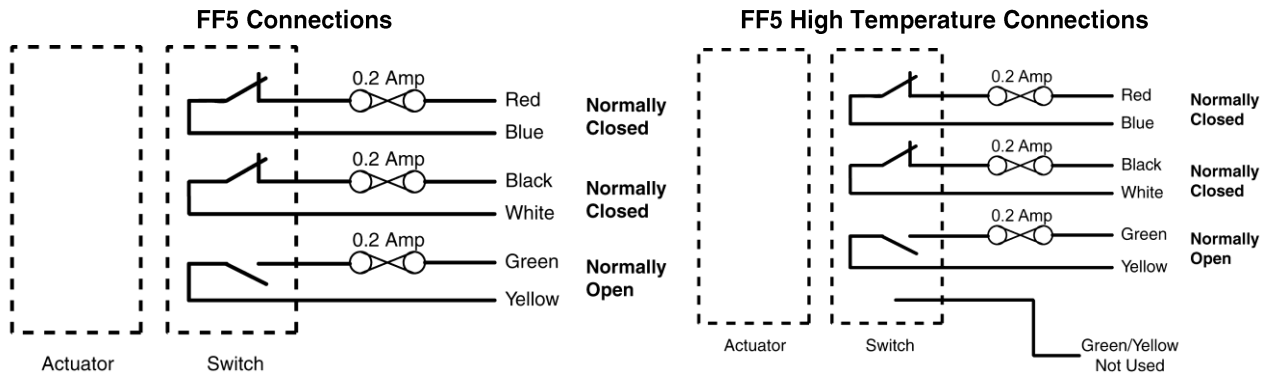 FF5 Connections
0.2 Amp
Red
Blue
Normally
Closed
0.2 Amp
Black
White
Normally
Closed
0.2 Amp
Green
Yellow
Normally
Open
Actuator
Switch
FF5 High Temperature Connections
0.2 Amp
Red
Blue
Normally
Closed
0.2 Amp
Black
White
Normally
Closed
0.2 Amp
Green
Yellow
Normally
Open
Actuator
Switch
Green/Yellow
Not Used